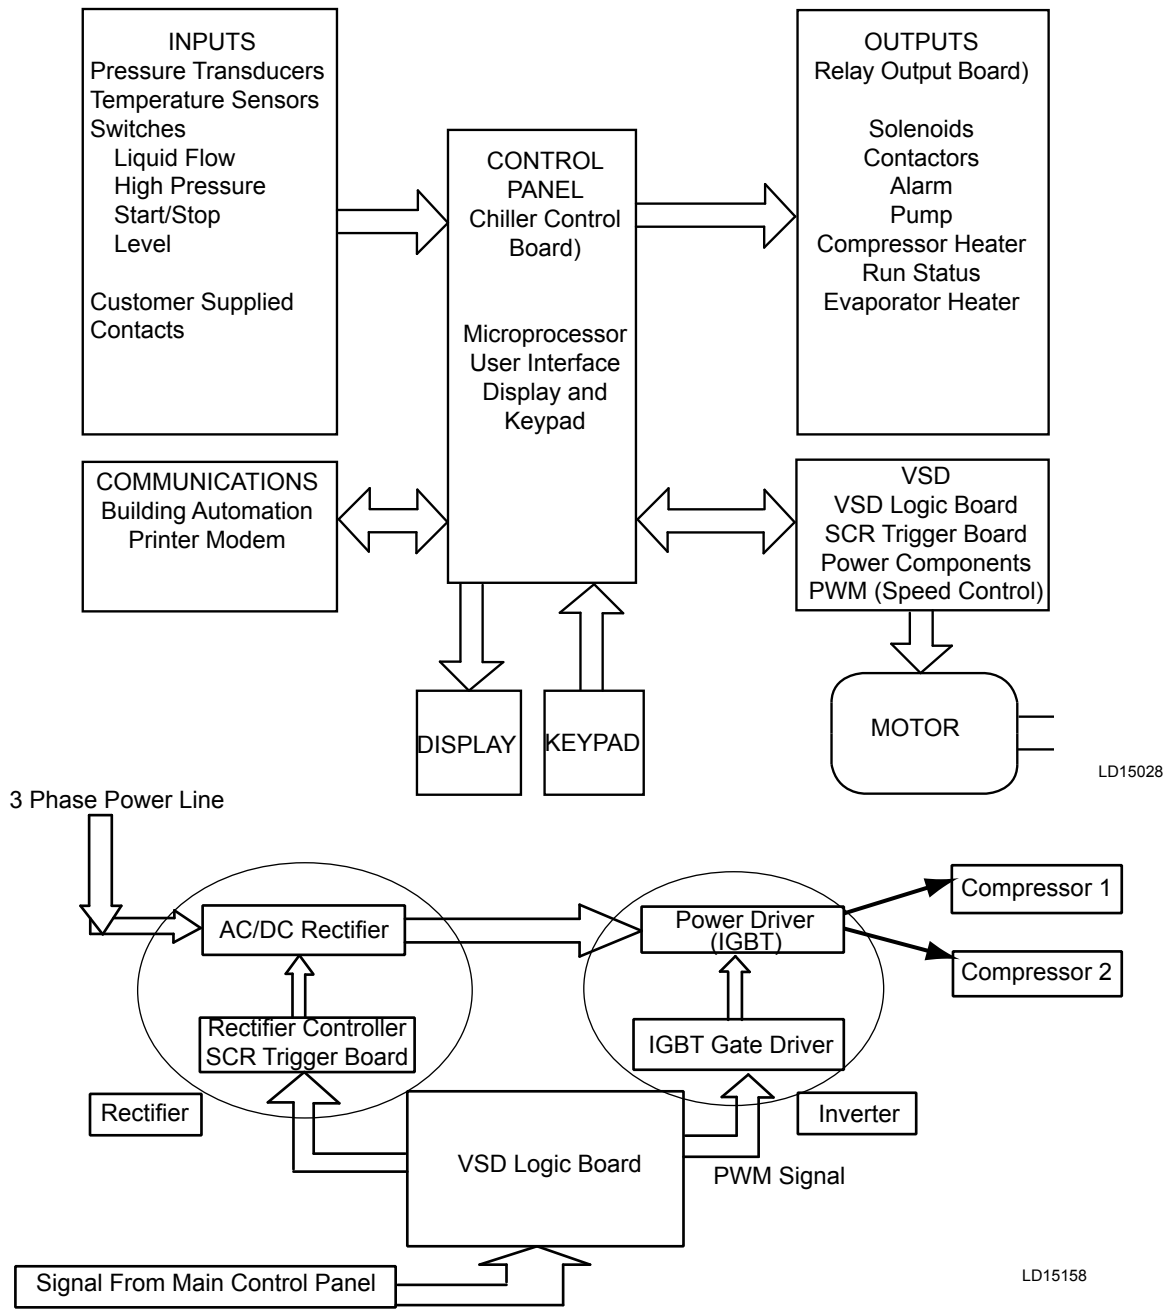 INPUTS
Pressure Transducers
Temperature Sensors
Switches
Liquid Flow
High Pressure
Start/Stop
Level
Customer Supplied
Contacts
CONTROL
PANEL
Chiller Control
Board)
Microprocessor
User Interface
Display and
Keypad
OUTPUTS
Relay Output Board)
Solenoids
Contactors
Alarm
Pump
Compressor Heater
Run Status
Evaporator Heater
COMMUNICATIONS
Building Automation
Printer Modem
VSD
VSD Logic Board
SCR Trigger Board
Power Components
PWM (Speed Control)
DISPLAY
KEYPAD
MOTOR
LD15028
3 Phase Power Line
AC/DC Rectifier
Power Driver
(IGBT)
Compressor 1
Compressor 2
Rectifier Controller
SCR Trigger Board
IGBT Gate Driver
Rectifier
Inverter
VSD Logic Board
PWM Signal
Signal From Main Control Panel
LD15158